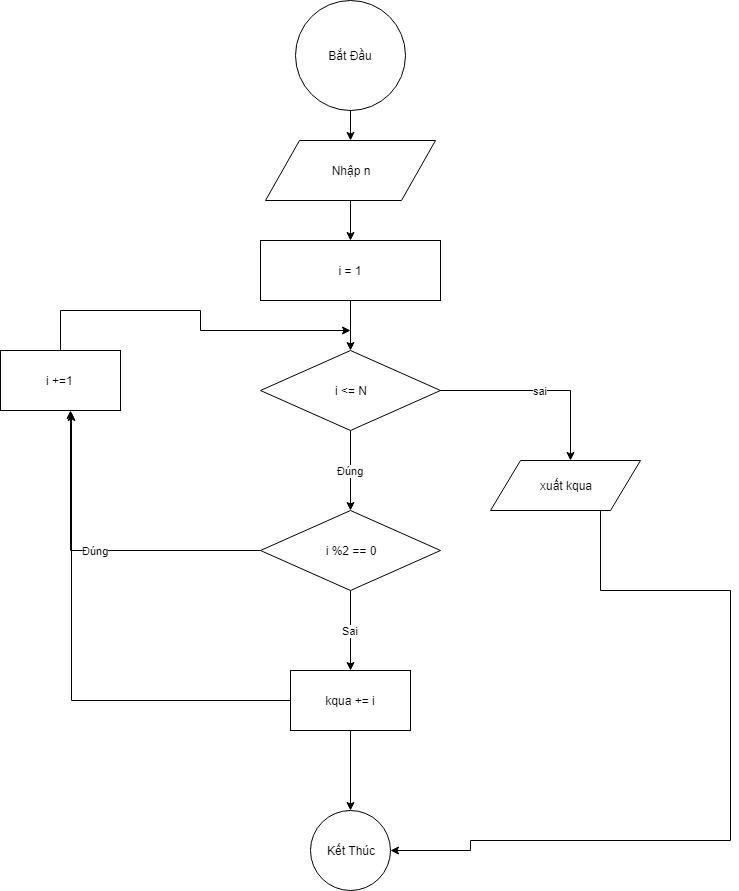 Bắt Đầu
Nhập n
i = 1
i +=1
i <= N
sai
Đúng
xuất kqua
i %2 == 0
Đúng
Sai
kqua += i
Kết Thúc